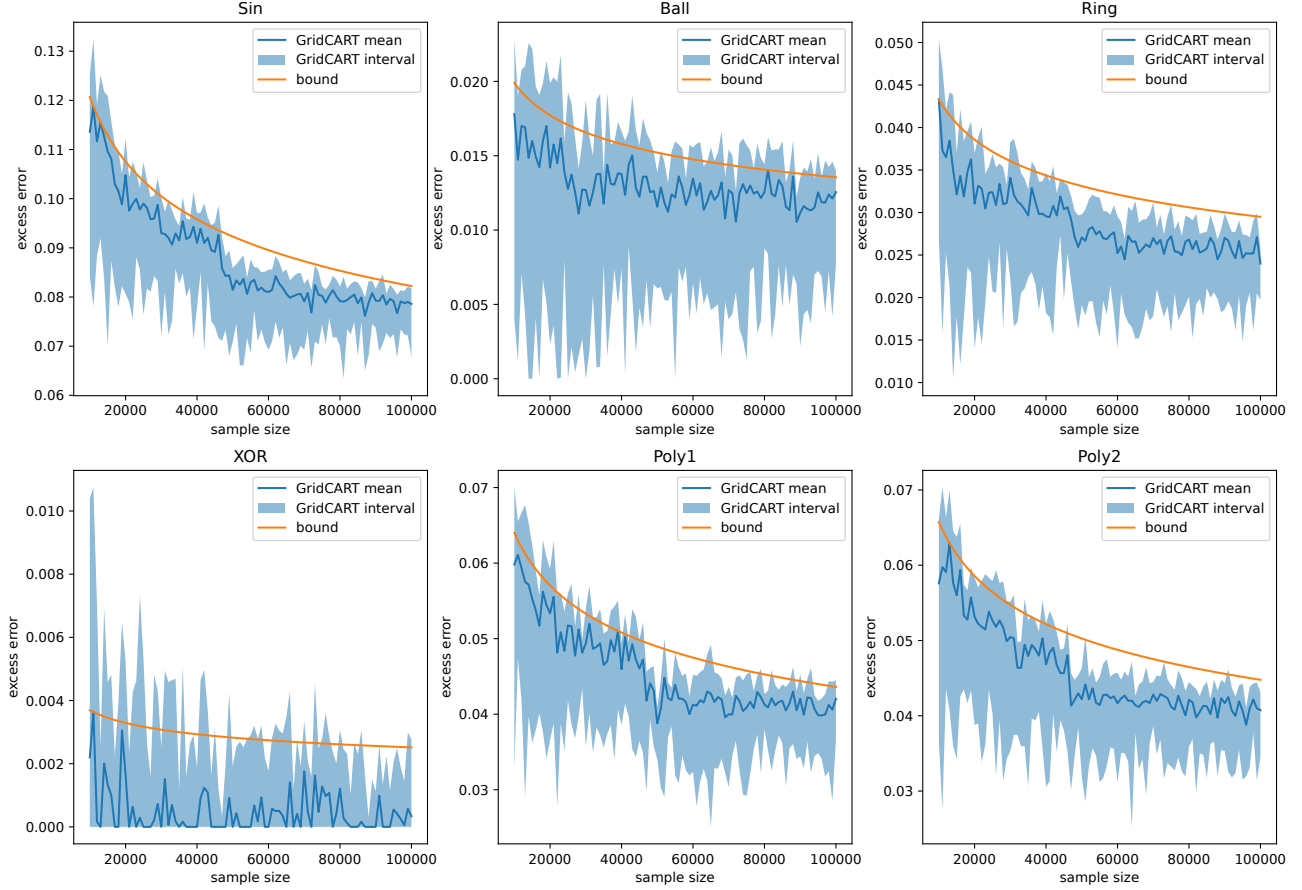 Sin
0.13
0.12
0.11
0.10
0.09
0.08
0.07
0.06
excess error
20000 40000 60000 80000 100000
sample size
GridCART mean
GridCART interval
bound
Ball
0.020
0.015
0.010
0.005
0.000
excess error
20000 40000 60000 80000 100000
sample size
GridCART mean
GridCART interval
bound
Ring
0.050
0.045
0.040
0.035
0.030
0.025
0.020
0.015
0.010
excess error
20000 40000 60000 80000 100000
sample size
GridCART mean
GridCART interval
bound
XOR
0.010
0.008
0.006
0.004
0.002
0.000
excess error
20000 40000 60000 80000 100000
sample size
GridCART mean
GridCART interval
bound
Poly1
0.07
0.06
0.05
0.04
0.03
excess error
20000 40000 60000 80000 100000
sample size
GridCART mean
GridCART interval
bound
Poly2
0.07
0.06
0.05
0.04
0.03
excess error
20000 40000 60000 80000 100000
sample size
GridCART mean
GridCART interval
bound